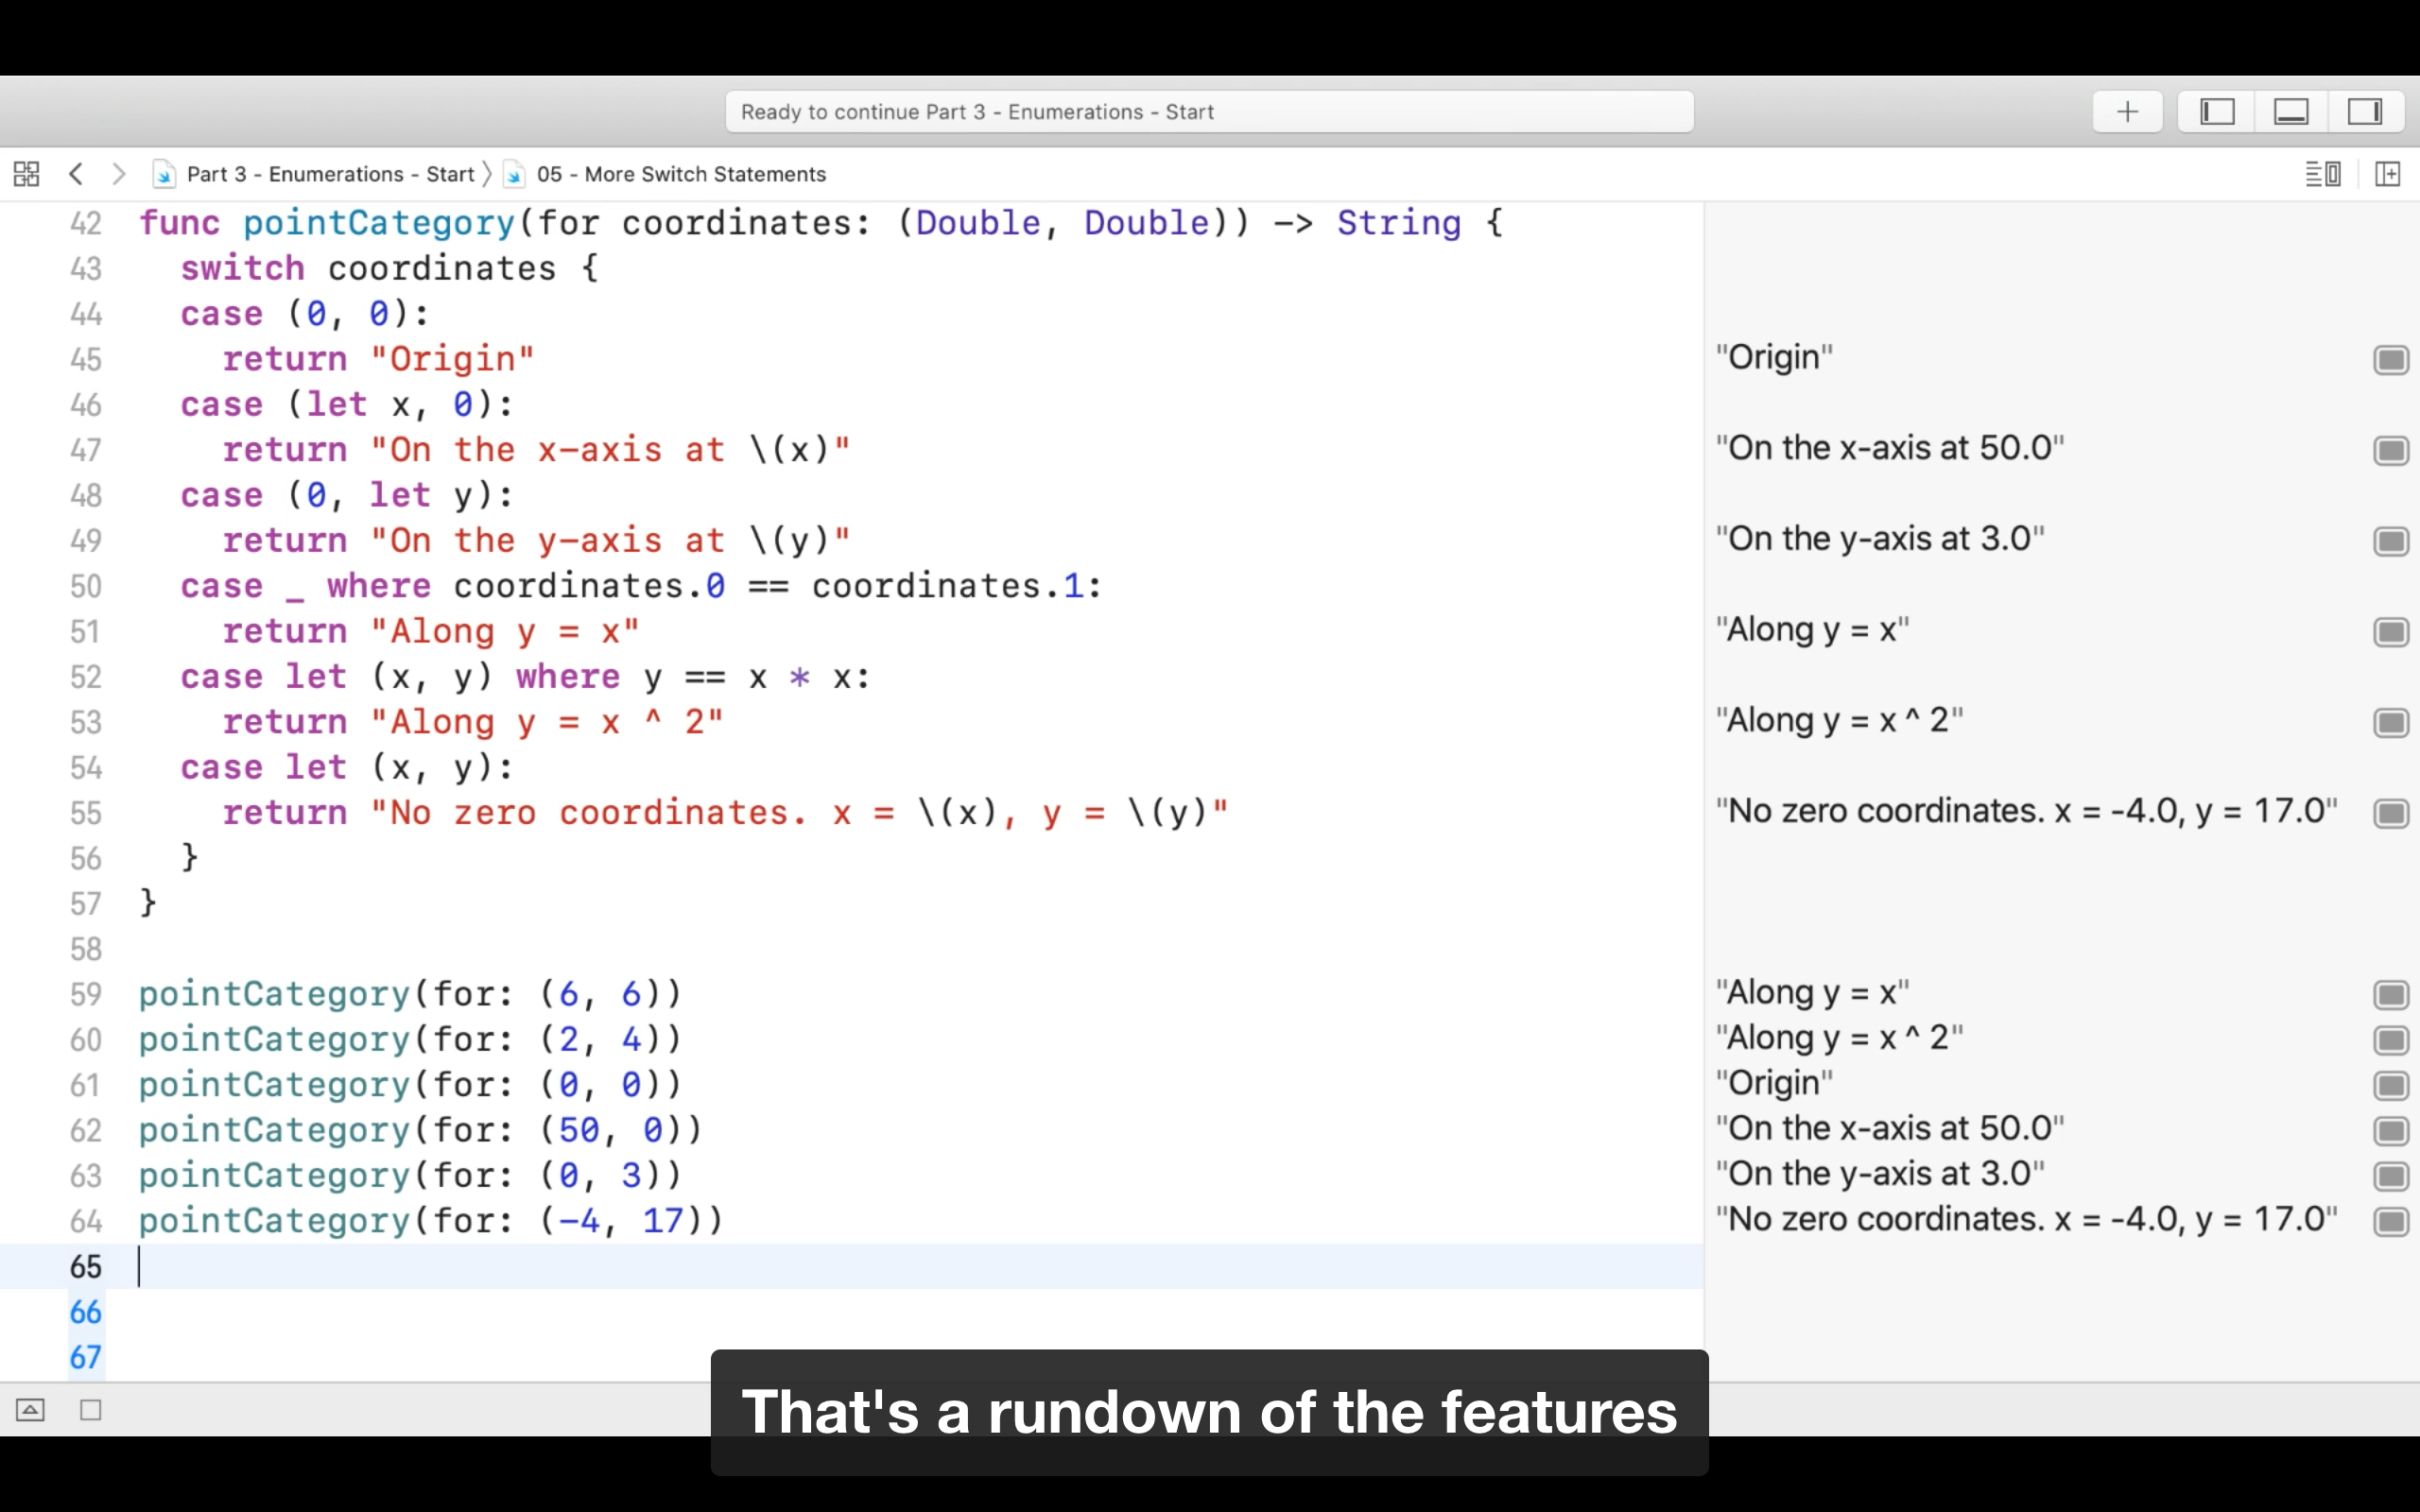 Ready to continue Part 3 - Enumerations - Start
Part 3 - Enumerations - Start 〉 05 - More Switch Statements
42 func pointCategory(for coordinates: (Double, Double)) -> String {
43 switch coordinates {
44 case (0, 0):
45 return "Origin" "Origin"
46 case (let x, 0):
47 return "On the x-axis at \(x)" "On the x-axis at 50.0"
48 case (0, let y):
49 return "On the y-axis at \(y)" "On the y-axis at 3.0"
50 case _ where coordinates.0 == coordinates.1:
51 return "Along y = x" "Along y = x"
52 case let (x, y) where y == x * x:
53 return "Along y = x ^ 2" "Along y = x ^ 2"
54 case let (x, y):
55 return "No zero coordinates. x = \(x), y = \(y)" "No zero coordinates. x = -4.0, y = 17.0"
56 }
57 }
58
59 pointCategory(for: (6, 6)) "Along y = x"
60 pointCategory(for: (2, 4)) "Along y = x ^ 2"
61 pointCategory(for: (0, 0)) "Origin"
62 pointCategory(for: (50, 0)) "On the x-axis at 50.0"
63 pointCategory(for: (0, 3)) "On the y-axis at 3.0"
64 pointCategory(for: (-4, 17)) "No zero coordinates. x = -4.0, y = 17.0"
65
66
67
That's a rundown of the features